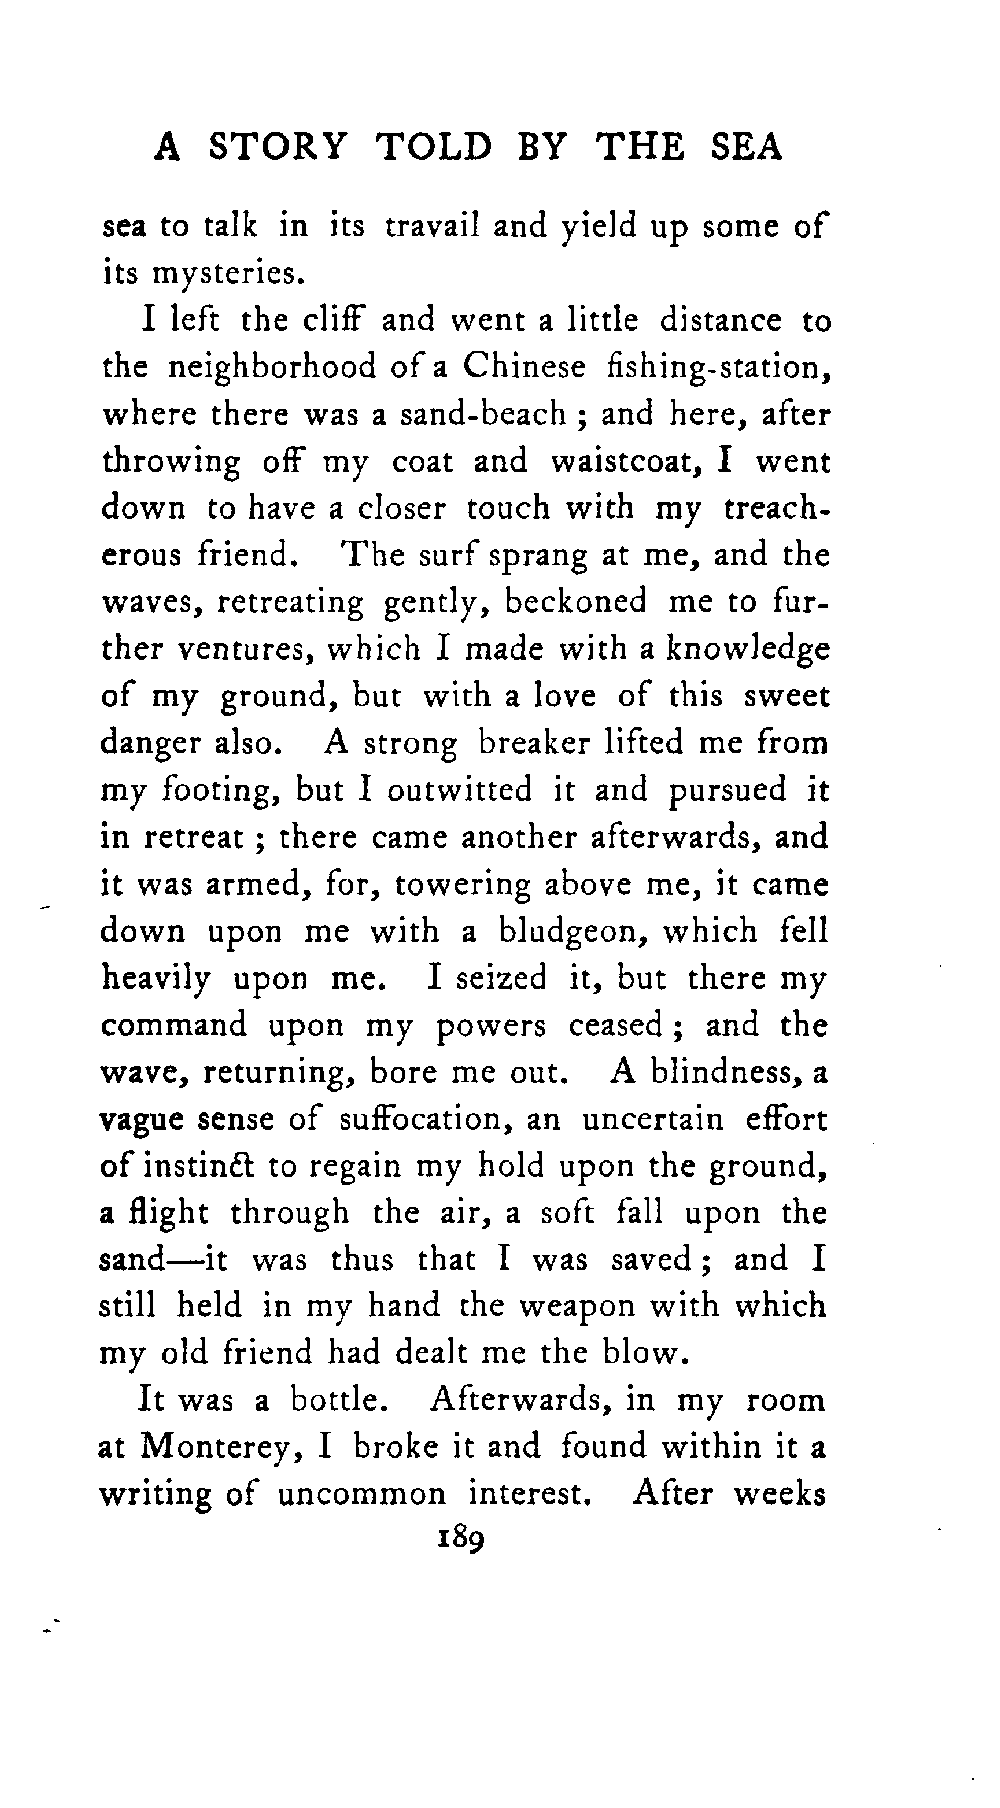 A STORY TOLD BY THE SEA
sea to talk in its travail and yield up some of
its mysteries.
I left the cliff and went a little distance to
the neighborhood of a Chinese fishing-station,
where there was a sand-beach ; and here, after
throwing off my coat and waistcoat, I went
down to have a closer touch with my treach-
erous friend. The surf sprang at me, and the
waves, retreating gently, beckoned me to fur-
ther ventures, which I made with a knowledge
of my ground, but with a love of this sweet
danger also. A strong breaker lifted me from
my footing, but I outwitted it and pursued it
in retreat ; there came another afterwards, and
it was armed, for, towering above me, it came
down upon me with a bludgeon, which fell
heavily upon me. I seized it, but there my
command upon my powers ceased ; and the
wave, returning, bore me out. A blindness, a
vague sense of suffocation, an uncertain effort
of instinct to regain my hold upon the ground,
a flight through the air, a soft fall upon the
sand—it was thus that I was saved ; and I
still held in my hand the weapon with which
my old friend had dealt me the blow.
It was a bottle. Afterwards, in my room
at Monterey, I broke it and found within it a
writing of uncommon interest. After weeks
189